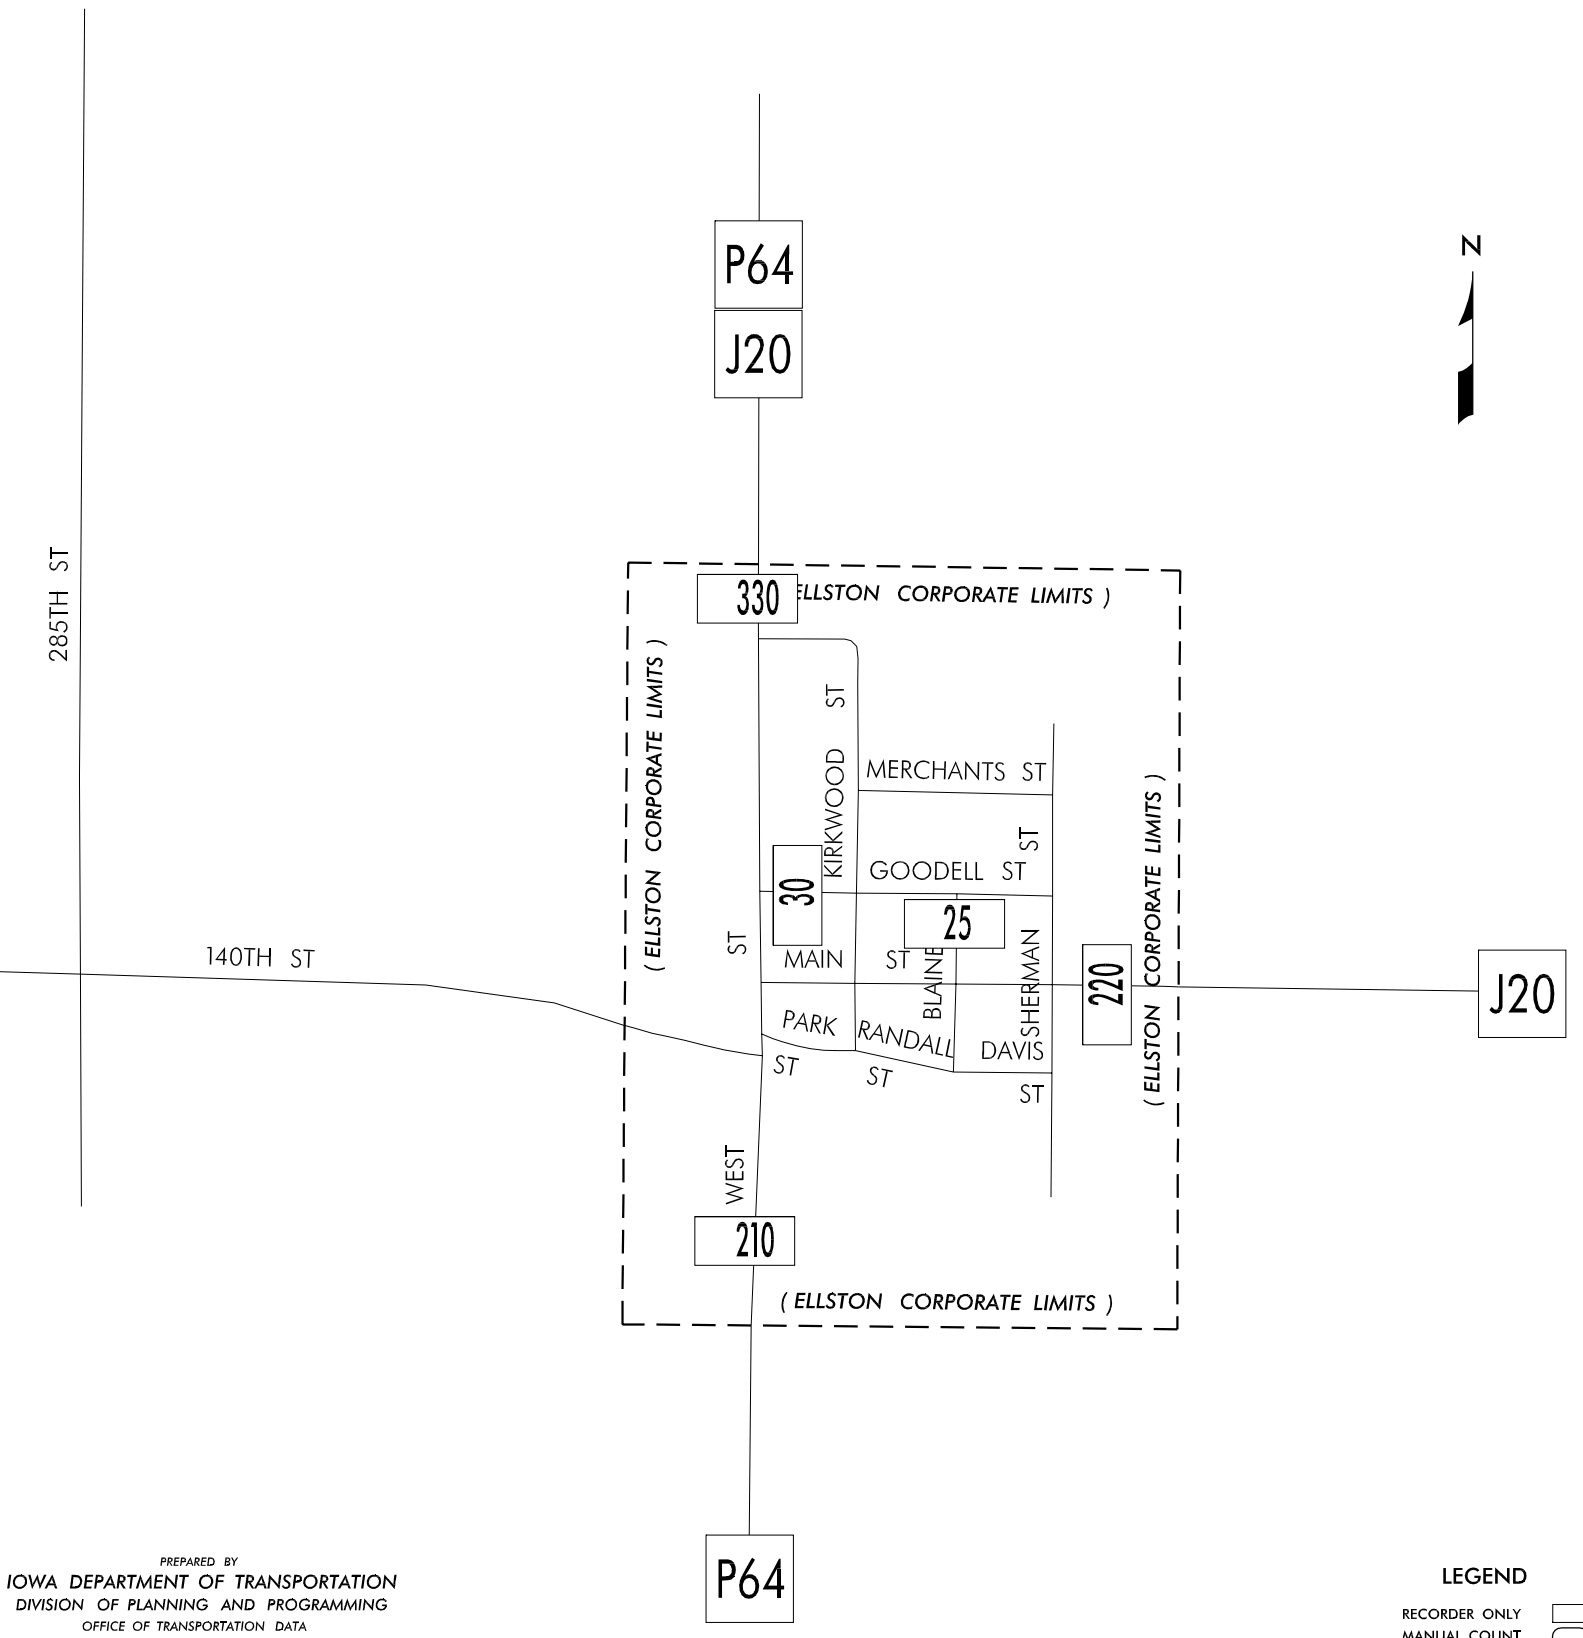 N
P64
J20
285TH ST
330
ELLSTON CORPORATE LIMITS )
( ELLSTON CORPORATE LIMITS )
KIRKWOOD ST
MERCHANTS ST
GOODELL ST
30
25
MAIN ST
BLAINE
SHERMAN ST
220
( ELLSTON CORPORATE LIMITS )
J20
140TH ST
PARK ST
RANDALL ST
DAVIS ST
WEST ST
210
( ELLSTON CORPORATE LIMITS )
P64
PREPARED BY
IOWA DEPARTMENT OF TRANSPORTATION
DIVISION OF PLANNING AND PROGRAMMING
OFFICE OF TRANSPORTATION DATA
LEGEND
RECORDER ONLY
MANUAL COUNT